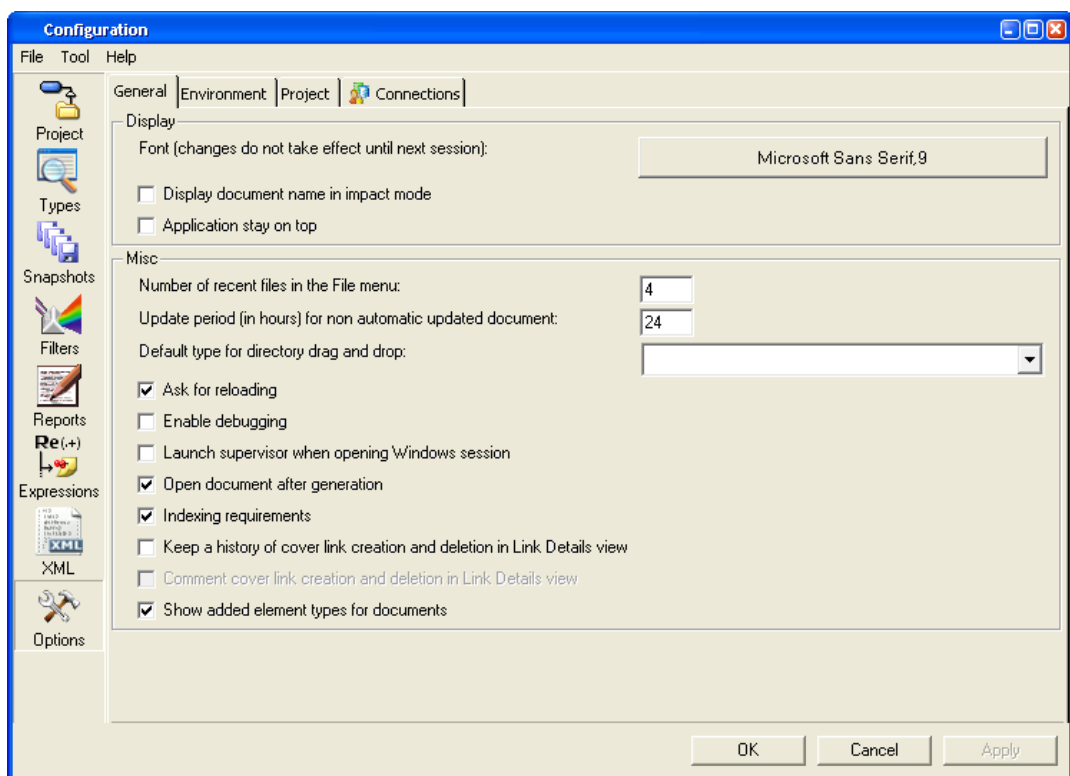 Configuration
File Tool Help
General Environment Project Connections
Project
Types
Snapshots
Filters
Reports
Re(.+)
Expressions
XML
XML
Options
Display
Font (changes do not take effect until next session):
Microsoft Sans Serif,9
Display document name in impact mode
Application stay on top
Misc
Number of recent files in the File menu:
4
Update period (in hours) for non automatic updated document:
24
Default type for directory drag and drop:
Ask for reloading
Enable debugging
Launch supervisor when opening Windows session
Open document after generation
Indexing requirements
Keep a history of cover link creation and deletion in Link Details view
Comment cover link creation and deletion in Link Details view
Show added element types for documents
OK Cancel Apply